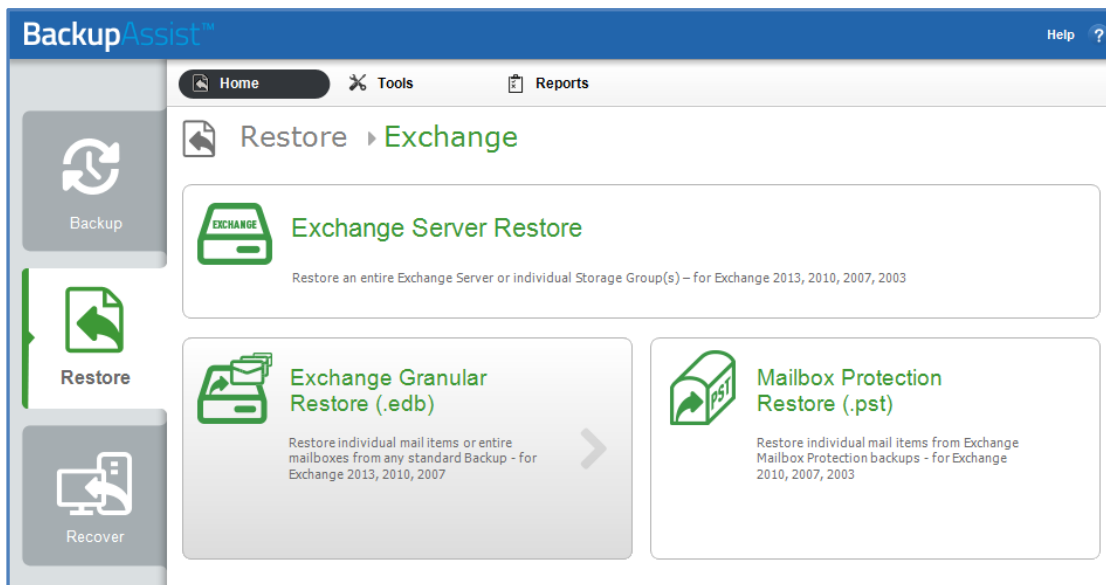 BackupAssist™
Help ?
Home Tools Reports
Restore Exchange
Backup
EXCHANGE
Exchange Server Restore
Restore an entire Exchange Server or individual Storage Group(s) – for Exchange 2013, 2010, 2007, 2003
Restore
Exchange Granular
Restore (.edb)
Restore individual mail items or entire
mailboxes from any standard Backup - for
Exchange 2013, 2010, 2007
PST
Mailbox Protection
Restore (.pst)
Restore individual mail items from Exchange
Mailbox Protection backups - for Exchange
2010, 2007, 2003
Recover